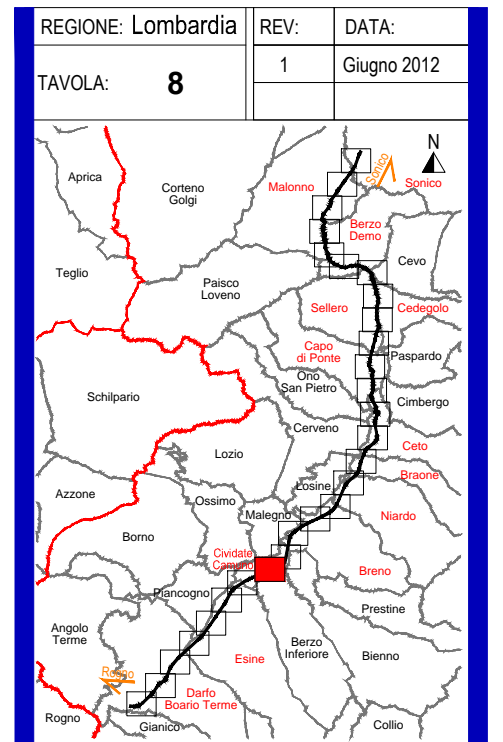 REGIONE: Lombardia
REV:
DATA:
TAVOLA:
8
1
Giugno 2012
N
Sonico
Aprica
Corteno
Golgi
Malonno
Sonico
Berzo
Demo
Cevo
Teglio
Paisco
Loveno
Sellero
Cedegolo
Capo
di Ponte
Paspardo
Ono
San Pietro
Schilpario
Cimbergo
Cerveno
Lozio
Ceto
Braone
Losine
Azzone
Ossimo
Malegno
Niardo
Borno
Cividate
Camuno
Breno
Piancogno
Prestine
Angolo
Terme
Berzo
Inferiore
Bienno
Esine
Rogno
Darfo
Boario Terme
Rogno
Gianico
Collio